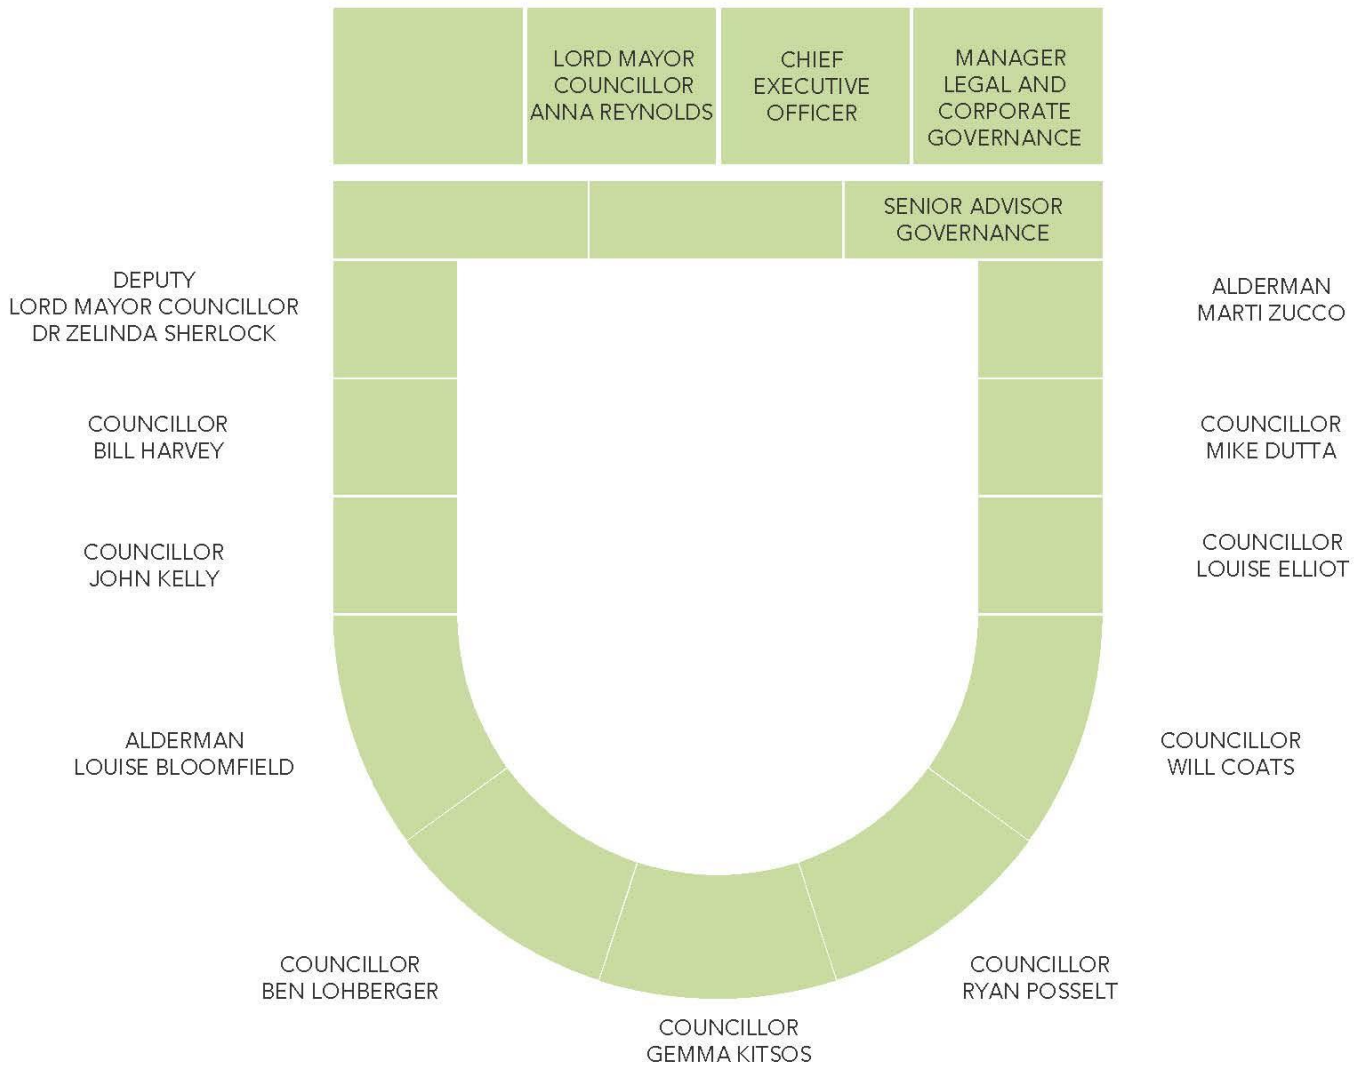 LORD MAYOR
COUNCILLOR
ANNA REYNOLDS
CHIEF
EXECUTIVE
OFFICER
MANAGER
LEGAL AND
CORPORATE
GOVERNANCE
SENIOR ADVISOR
GOVERNANCE
DEPUTY
LORD MAYOR COUNCILLOR
DR ZELINDA SHERLOCK
ALDERMAN
MARTI ZUCCO
COUNCILLOR
BILL HARVEY
COUNCILLOR
MIKE DUTTA
COUNCILLOR
JOHN KELLY
COUNCILLOR
LOUISE ELLIOT
ALDERMAN
LOUISE BLOOMFIELD
COUNCILLOR
WILL COATS
COUNCILLOR
BEN LOHBERGER
COUNCILLOR
RYAN POSSELT
COUNCILLOR
GEMMA KITSOS